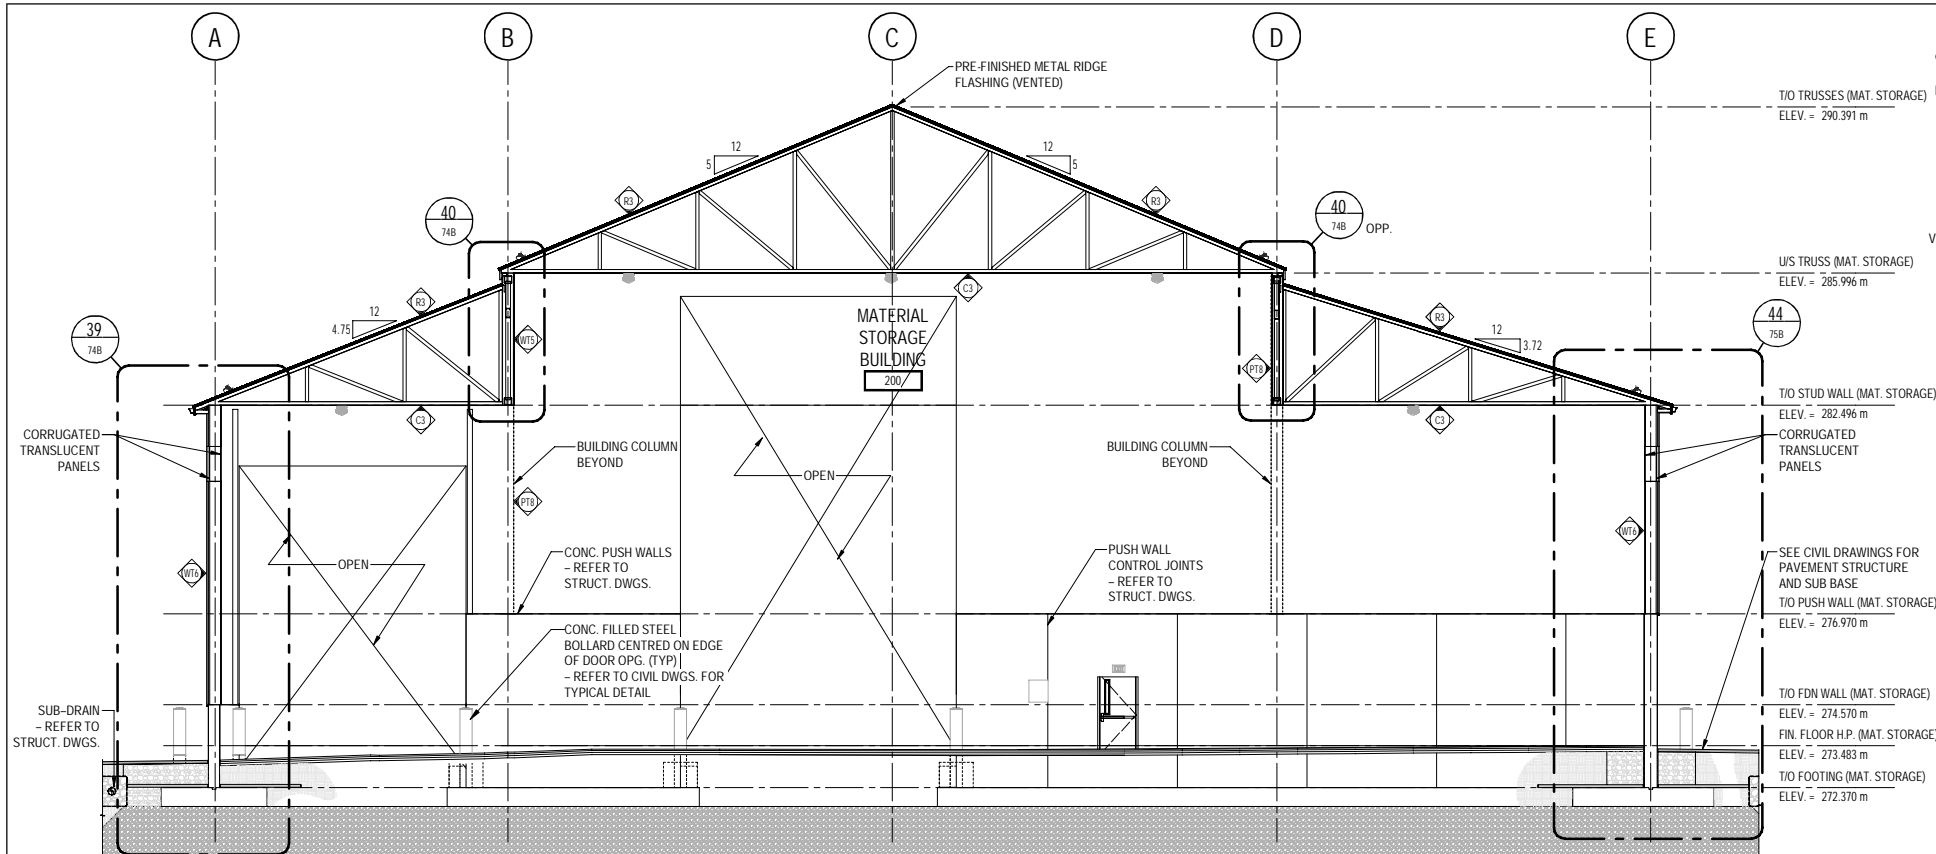 A
B
C
D
E
PRE-FINISHED METAL RIDGE
FLASHING (VENTED)
T/O TRUSSES (MAT. STORAGE)
ELEV. = 290.391 m
12
5
12
5
R3
R3
40
74B
40
74B
OPP.
V
U/S TRUSS (MAT. STORAGE)
ELEV. = 285.996 m
C3
R3
12
4.75
39
74B
MATERIAL
STORAGE
BUILDING
200
WT5
PT8
R3
12
3.72
44
75B
T/O STUD WALL (MAT. STORAGE)
ELEV. = 282.496 m
C3
C3
CORRUGATED
TRANSLUCENT
PANELS
BUILDING COLUMN
BEYOND
BUILDING COLUMN
BEYOND
CORRUGATED
TRANSLUCENT
PANELS
OPEN
PT8
WT6
OPEN
WT6
CONC. PUSH WALLS
– REFER TO
STRUCT. DWGS.
PUSH WALL
CONTROL JOINTS
– REFER TO
STRUCT. DWGS.
SEE CIVIL DRAWINGS FOR
PAVEMENT STRUCTURE
AND SUB BASE
T/O PUSH WALL (MAT. STORAGE)
ELEV. = 276.970 m
CONC. FILLED STEEL
BOLLARD CENTRED ON EDGE
OF DOOR OPG. (TYP)
– REFER TO CIVIL DWGS. FOR
TYPICAL DETAIL
SUB-DRAIN
– REFER TO
STRUCT. DWGS.
T/O FDN WALL (MAT. STORAGE)
ELEV. = 274.570 m
FIN. FLOOR H.P. (MAT. STORAGE)
ELEV. = 273.483 m
T/O FOOTING (MAT. STORAGE)
ELEV. = 272.370 m